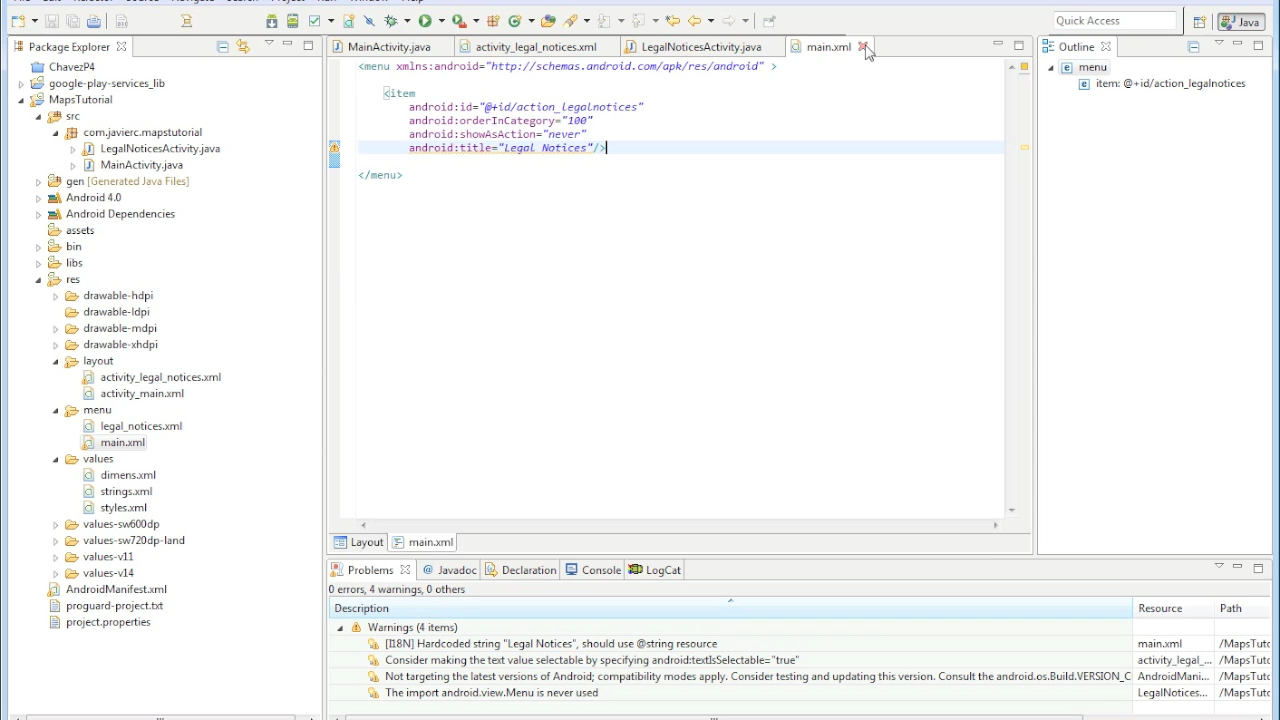 Quick Access
Java
Package Explorer
MainActivity.java
activity_legal_notices.xml
LegalNoticesActivity.java
main.xml
Outline
ChavezP4
google-play-services_lib
MapsTutorial
src
com.javierc.mapstutorial
LegalNoticesActivity.java
MainActivity.java
gen [Generated Java Files]
Android 4.0
Android Dependencies
assets
bin
libs
res
drawable-hdpi
drawable-ldpi
drawable-mdpi
drawable-xhdpi
layout
activity_legal_notices.xml
activity_main.xml
menu
legal_notices.xml
main.xml
values
dimens.xml
strings.xml
styles.xml
values-sw600dp
values-sw720dp-land
values-v11
values-v14
AndroidManifest.xml
proguard-project.txt
project.properties
<menu xmlns:android="http://schemas.android.com/apk/res/android" >
<item
android:id="@+id/action_legalnotices"
android:orderInCategory="100"
android:showAsAction="never"
android:title="Legal Notices"/>
</menu>
menu
item: @+id/action_legalnotices
Layout
main.xml
Problems
Javadoc
Declaration
Console
LogCat
0 errors, 4 warnings, 0 others
Description Resource Path
Warnings (4 items)
[I18N] Hardcoded string "Legal Notices", should use @string resource main.xml /MapsTutor
Consider making the text value selectable by specifying android:textIsSelectable="true" activity_legal_... /MapsTutor
Not targeting the latest versions of Android; compatibility modes apply. Consider testing and updating this version. Consult the android.os.Build.VERSION_C AndroidMani... /MapsTutor
The import android.view.Menu is never used LegalNotices... /MapsTutor